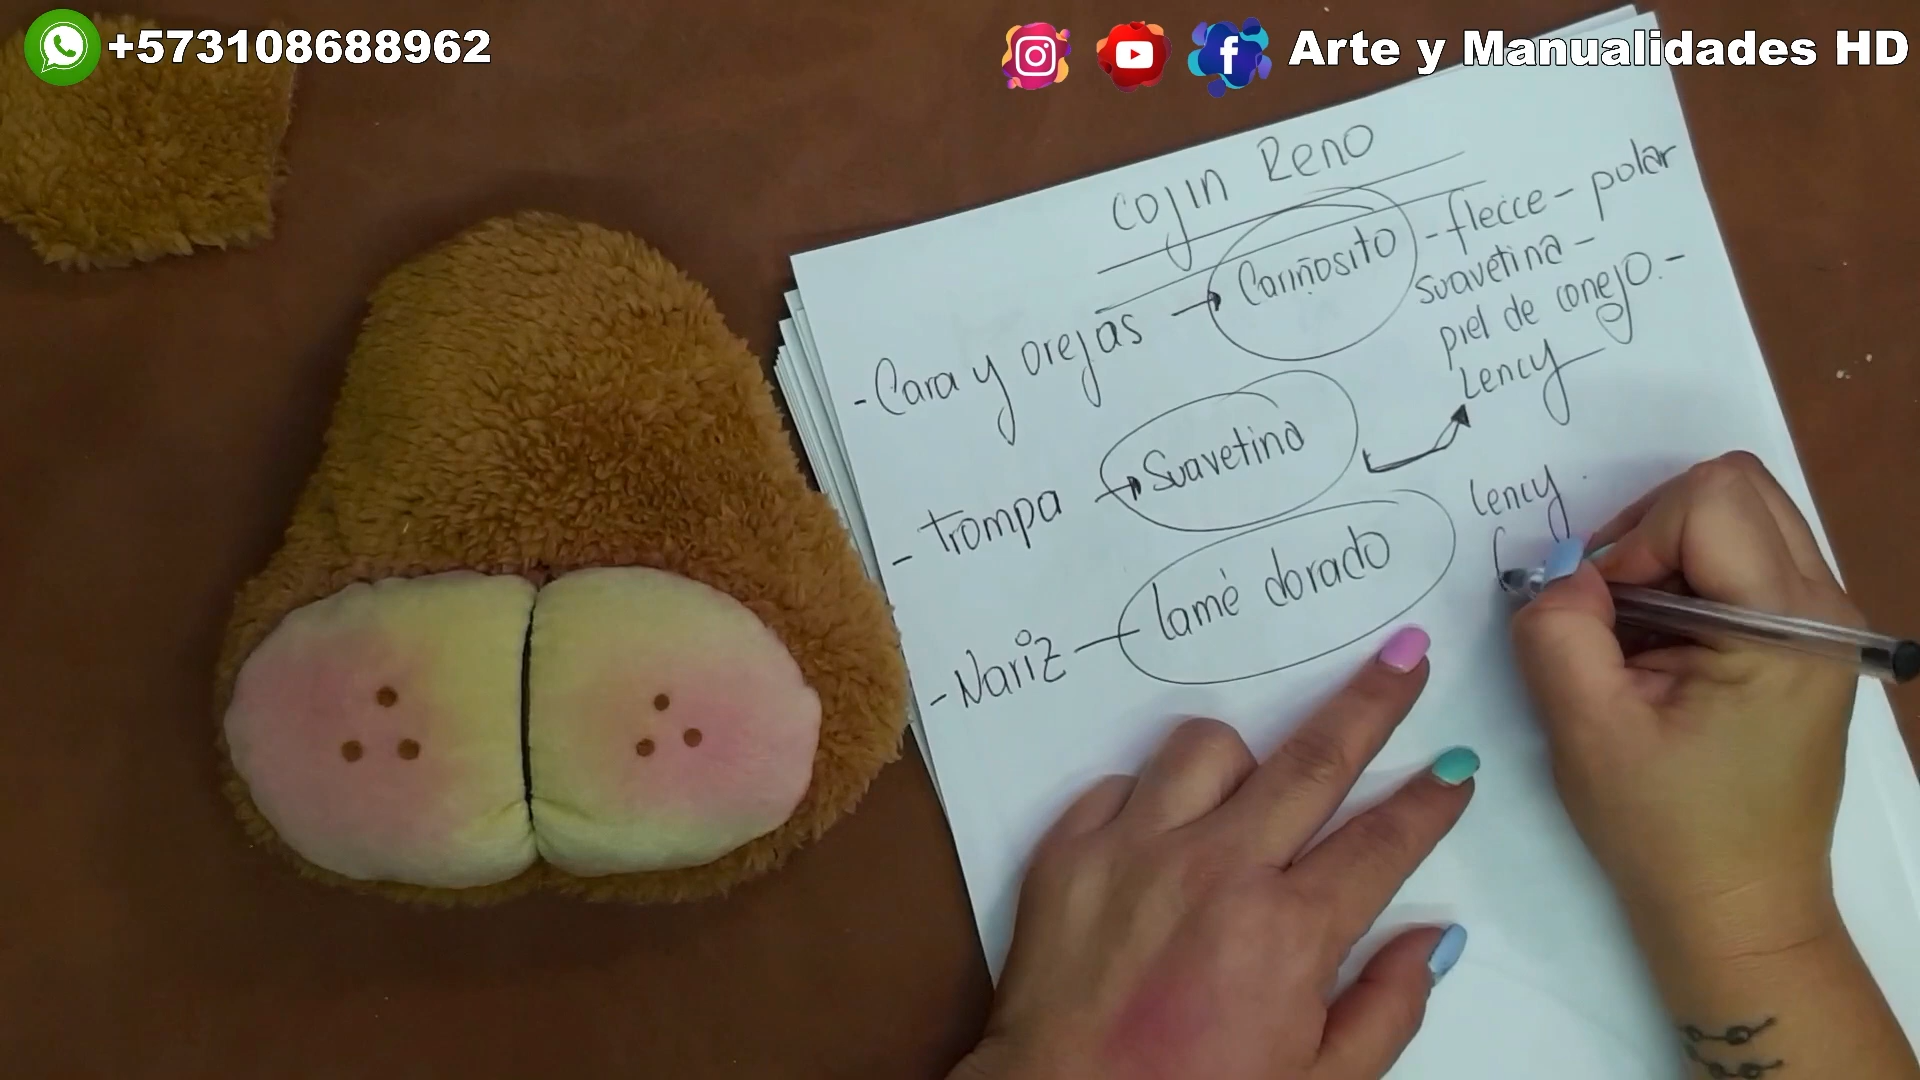 +573108688962
Arte y Manualidades HD
Cojin Reno
- Cara y orejas → Cariñosito - flecce - polar
suavetina -
piel de conejo. -
Lency
- trompa → Suavetina
lency
- Nariz — lamé dorado